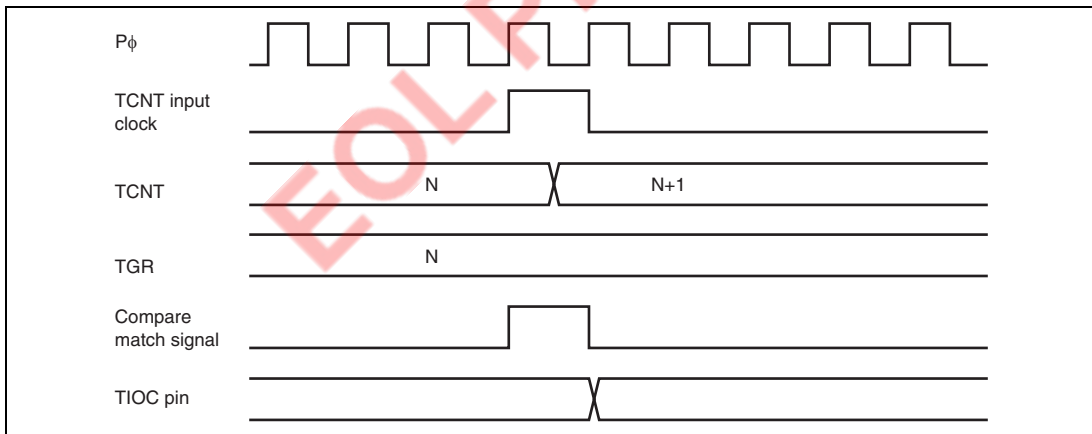 Pϕ
TCNT input
clock
TCNT
N
N+1
TGR
N
Compare
match signal
TIOC pin
EOL P